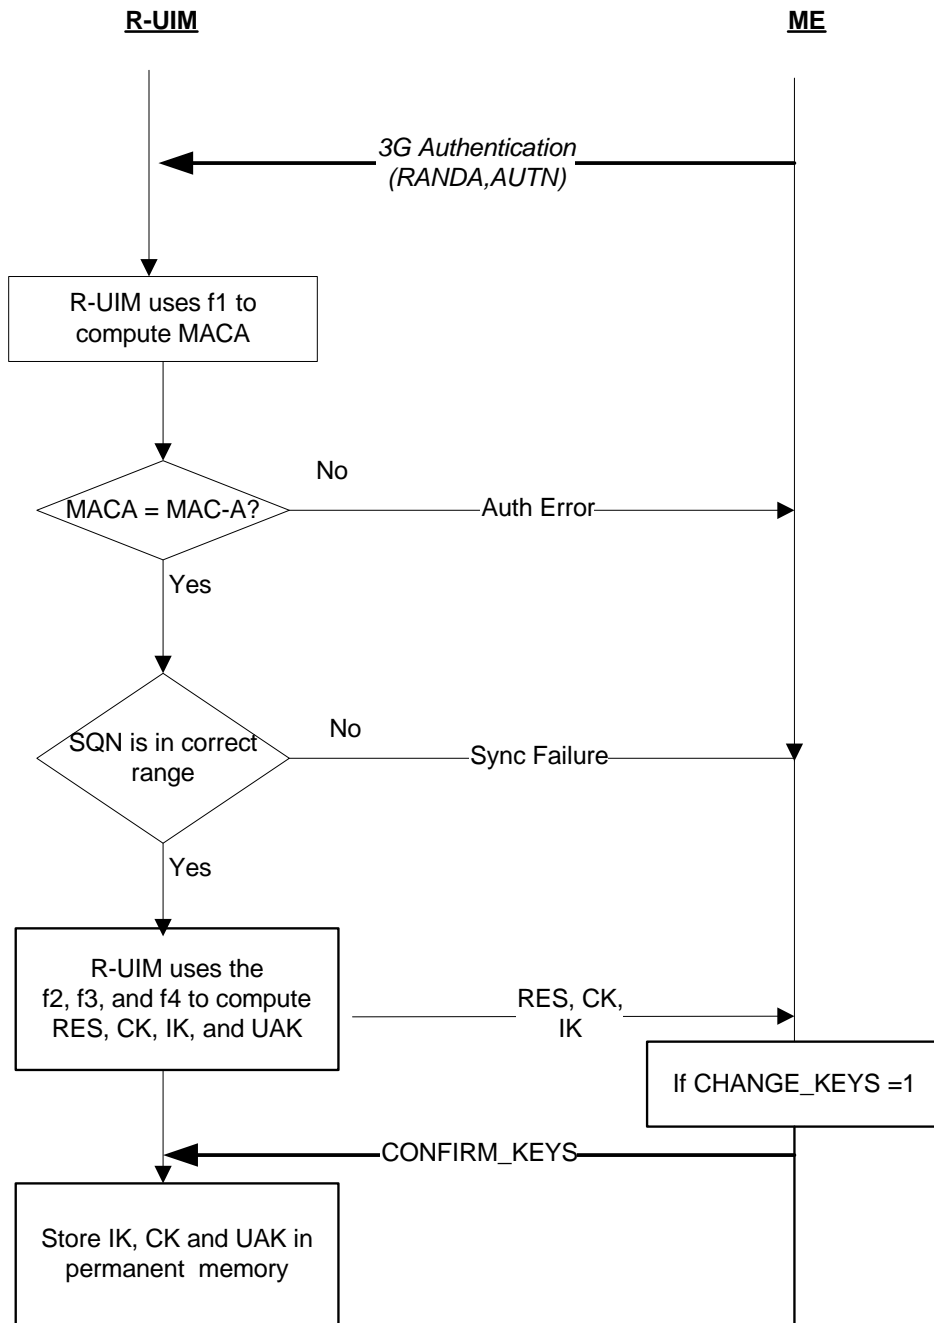 R-UIM
ME
3G Authentication
(RANDA,AUTN)
R-UIM uses f1 to
compute MACA
No
MACA = MAC-A?
Auth Error
Yes
No
SQN is in correct
range
Sync Failure
Yes
R-UIM uses the
f2, f3, and f4 to compute
RES, CK, IK, and UAK
RES, CK,
IK
If CHANGE_KEYS =1
CONFIRM_KEYS
Store IK, CK and UAK in
permanent memory